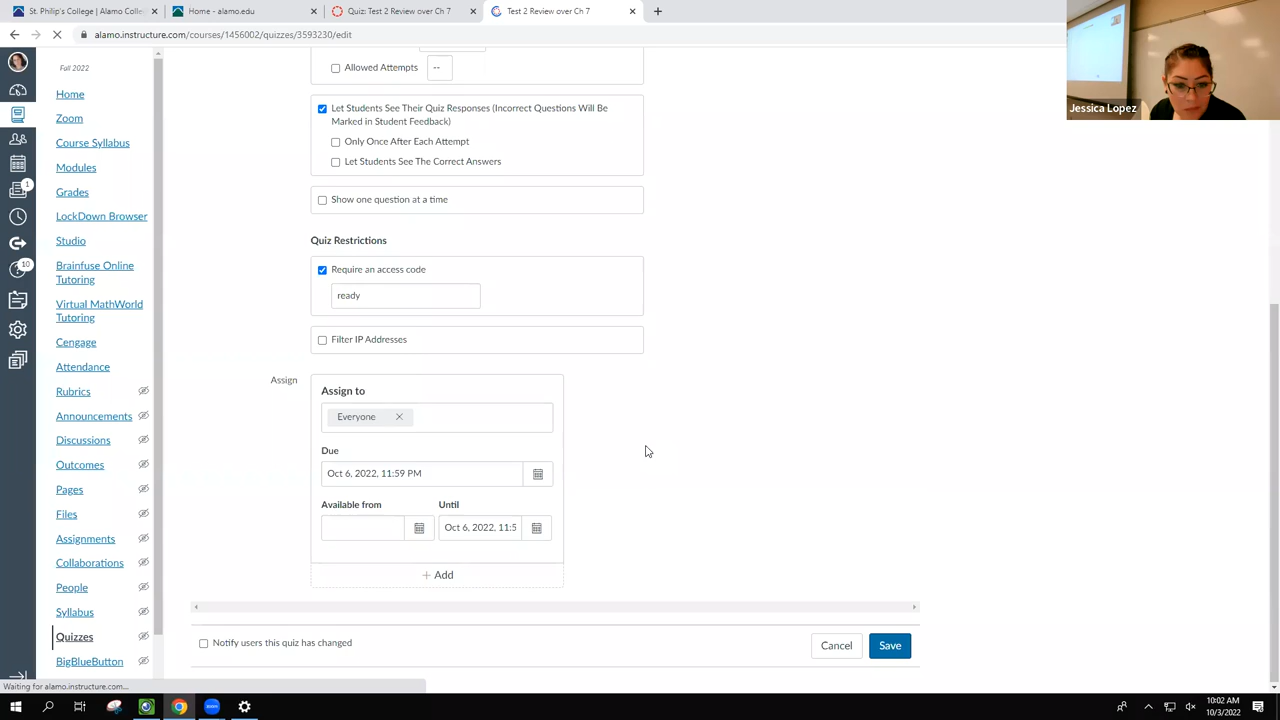 St. Philip's College | Alamo Colle
Home - alamo.edu
Quiz: Test 2 Review over Ch 7
Test 2 Review over Ch 7
alamo.instructure.com/courses/1456002/quizzes/3593230/edit
Jessica Lopez
Fall 2022
Home
Zoom
Course Syllabus
Modules
1
Grades
LockDown Browser
Studio
10
Brainfuse Online
Tutoring
Virtual MathWorld
Tutoring
Cengage
Attendance
Rubrics
Announcements
Discussions
Outcomes
Pages
Files
Assignments
Collaborations
People
Syllabus
Quizzes
BigBlueButton
Allowed Attempts
--
Let Students See Their Quiz Responses (Incorrect Questions Will Be
Marked in Student Feedback)
Only Once After Each Attempt
Let Students See The Correct Answers
Show one question at a time
Quiz Restrictions
Require an access code
ready
Filter IP Addresses
Assign
Assign to
Everyone
Due
Oct 6, 2022, 11:59 PM
Available from
Until
Oct 6, 2022, 11:5
+ Add
Notify users this quiz has changed
Cancel
Save
Waiting for alamo.instructure.com...
zoom
10:02 AM
10/3/2022